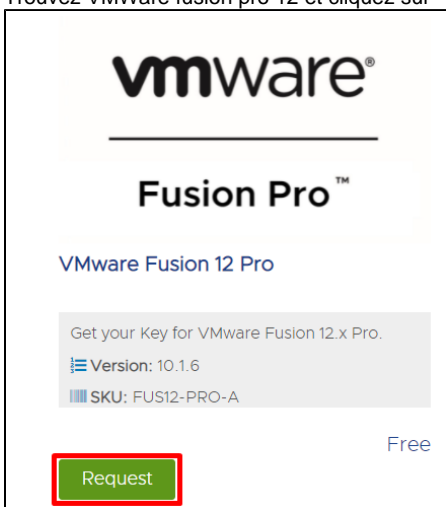 Trouvez VMWare fusion pro 12 et cliquez sur
vmware®
Fusion Pro™
VMware Fusion 12 Pro
Get your Key for VMware Fusion 12.x Pro.
Version: 10.1.6
SKU: FUS12-PRO-A
Free
Request